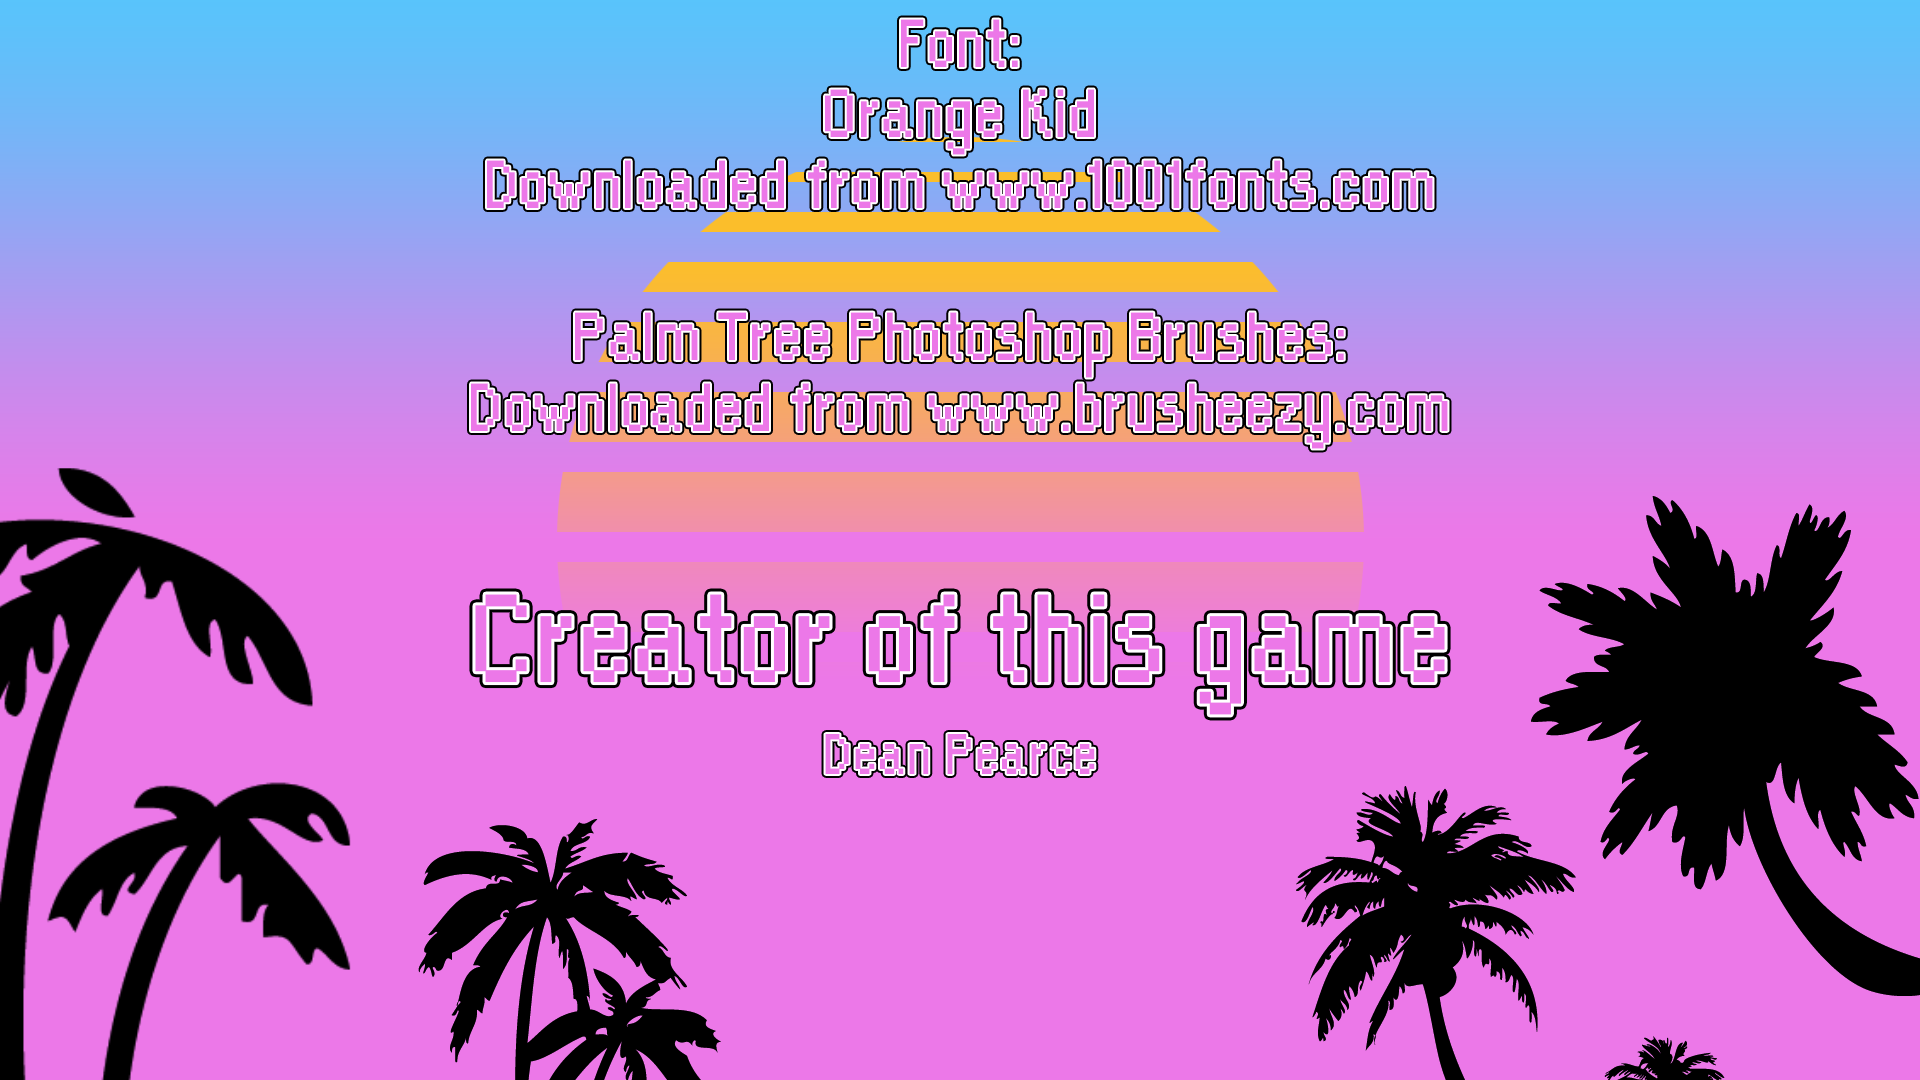 Font:
Orange Kid
Downloaded from www.1001fonts.com
Palm Tree Photoshop Brushes:
Downloaded from www.brusheezy.com
Creator of this game
Dean Pearce